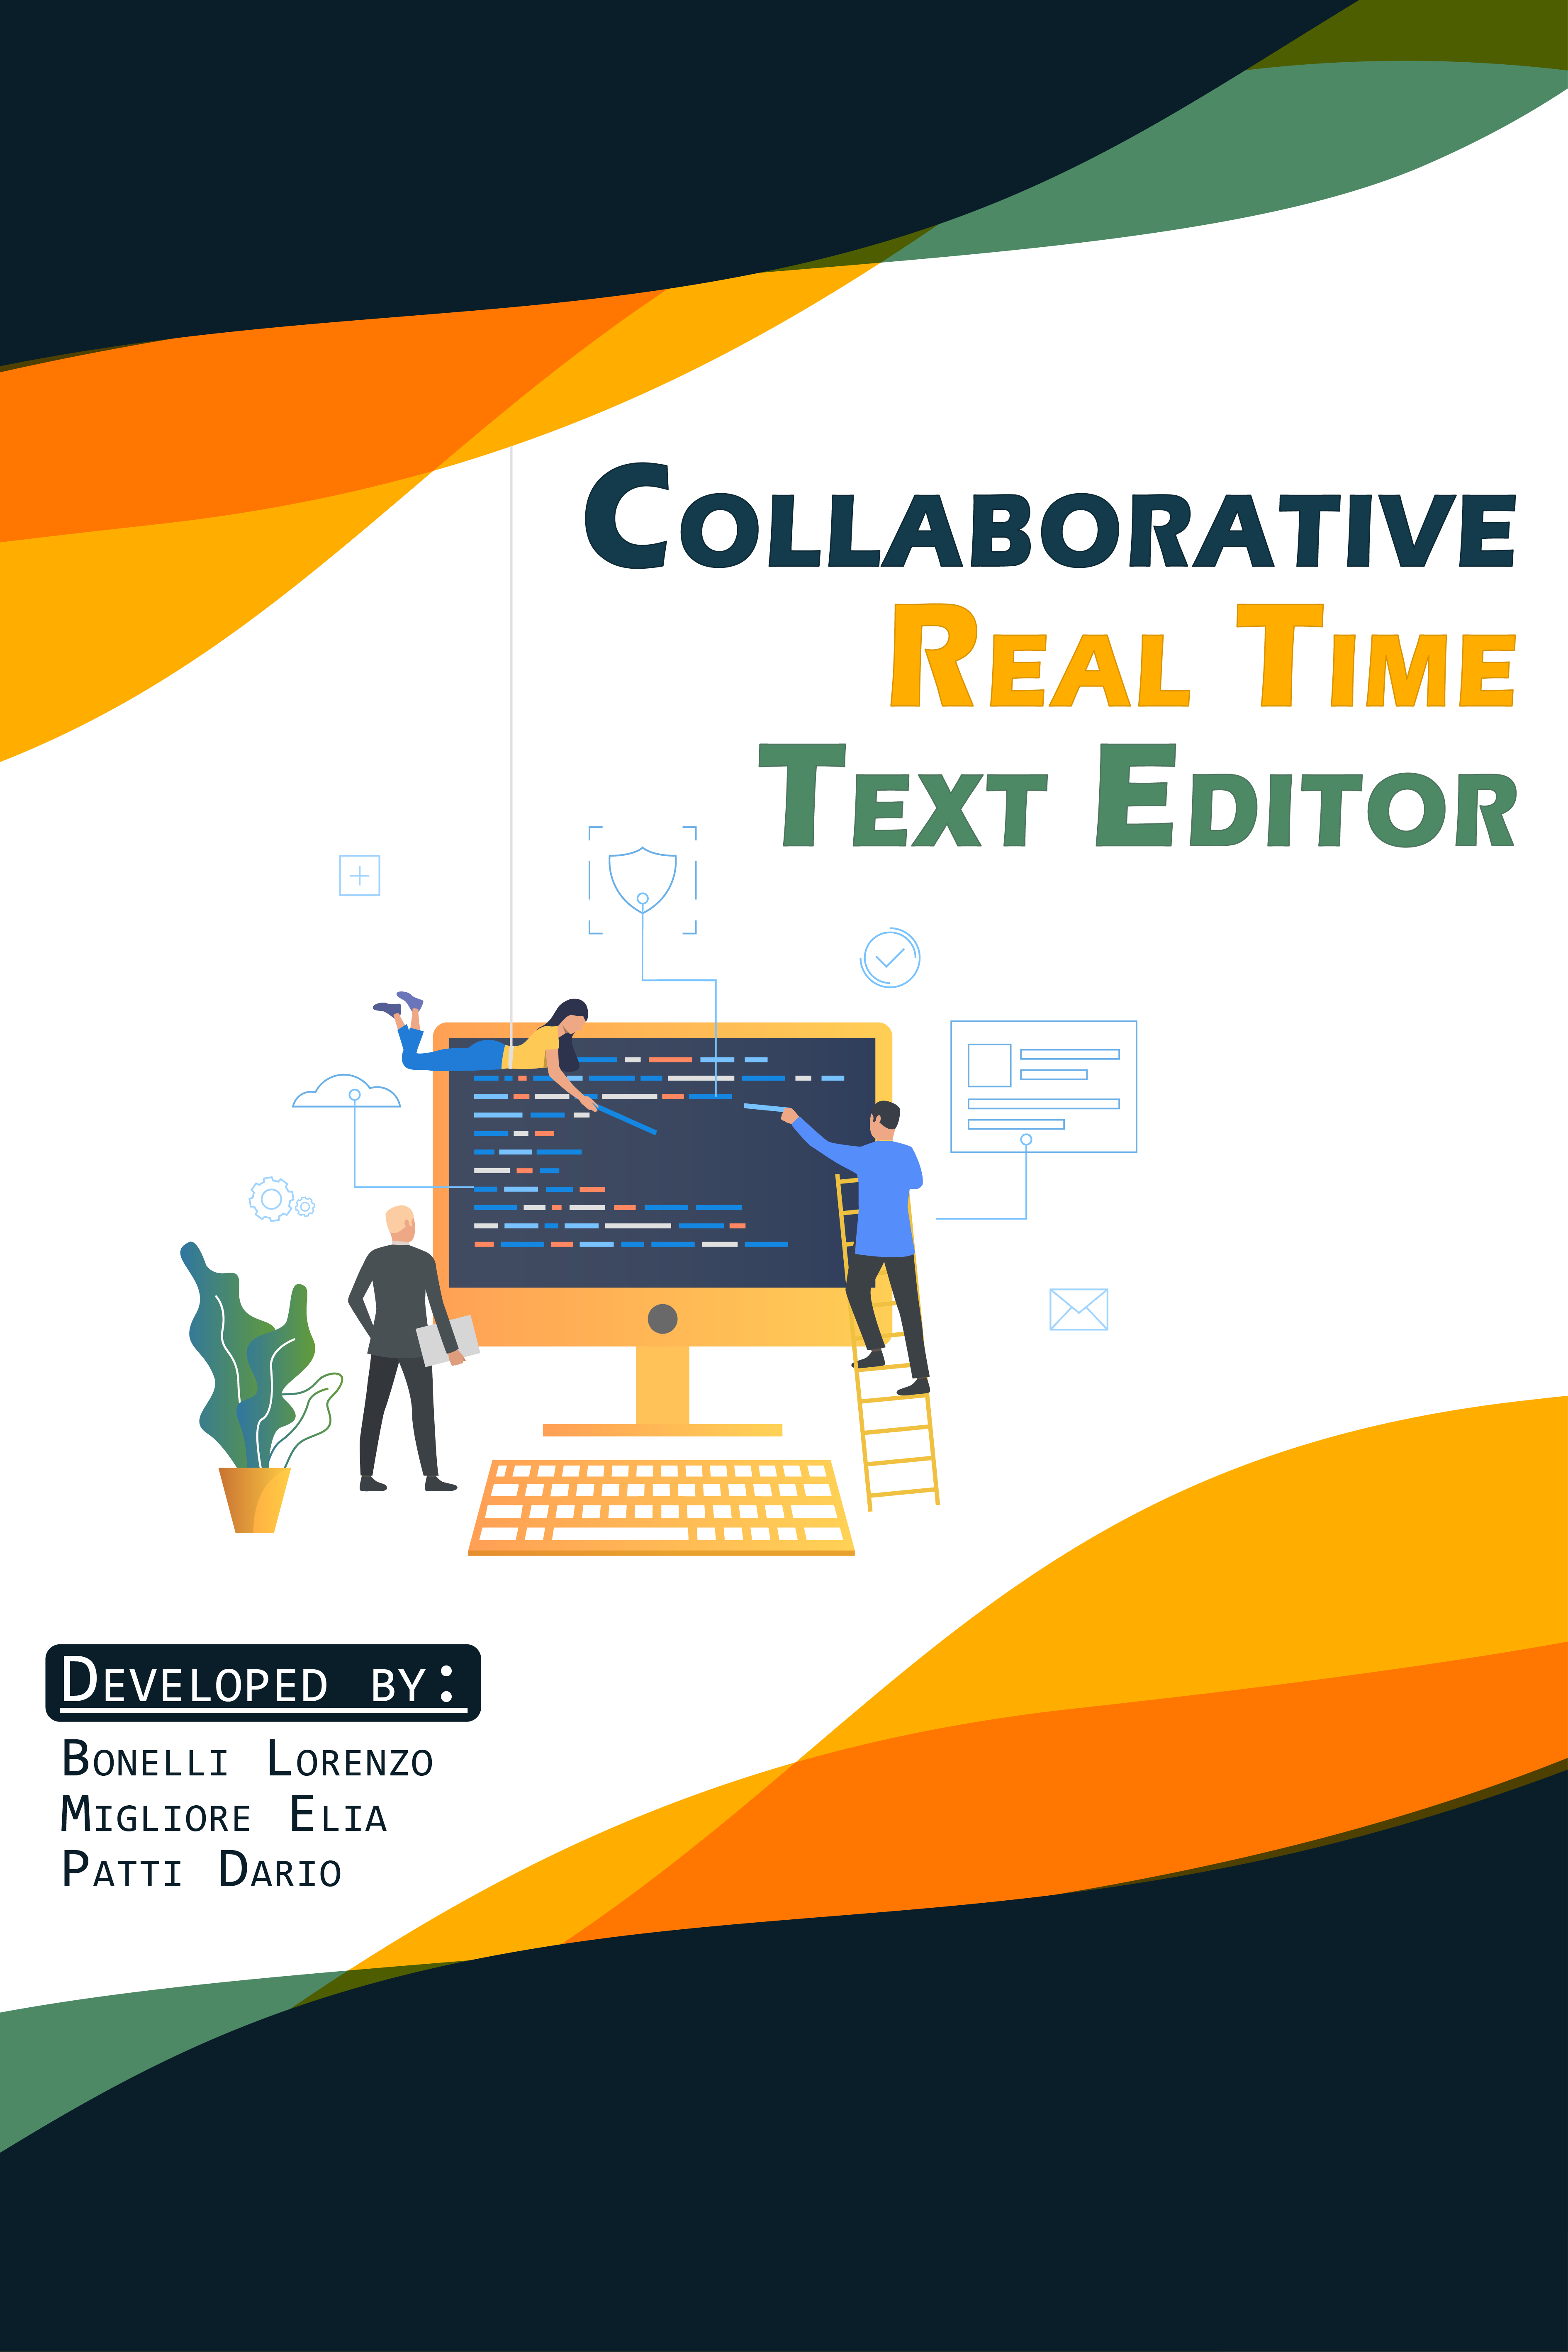 Collaborative
Real Time
Text Editor
Developed by:
Bonelli Lorenzo
Migliore Elia
Patti Dario